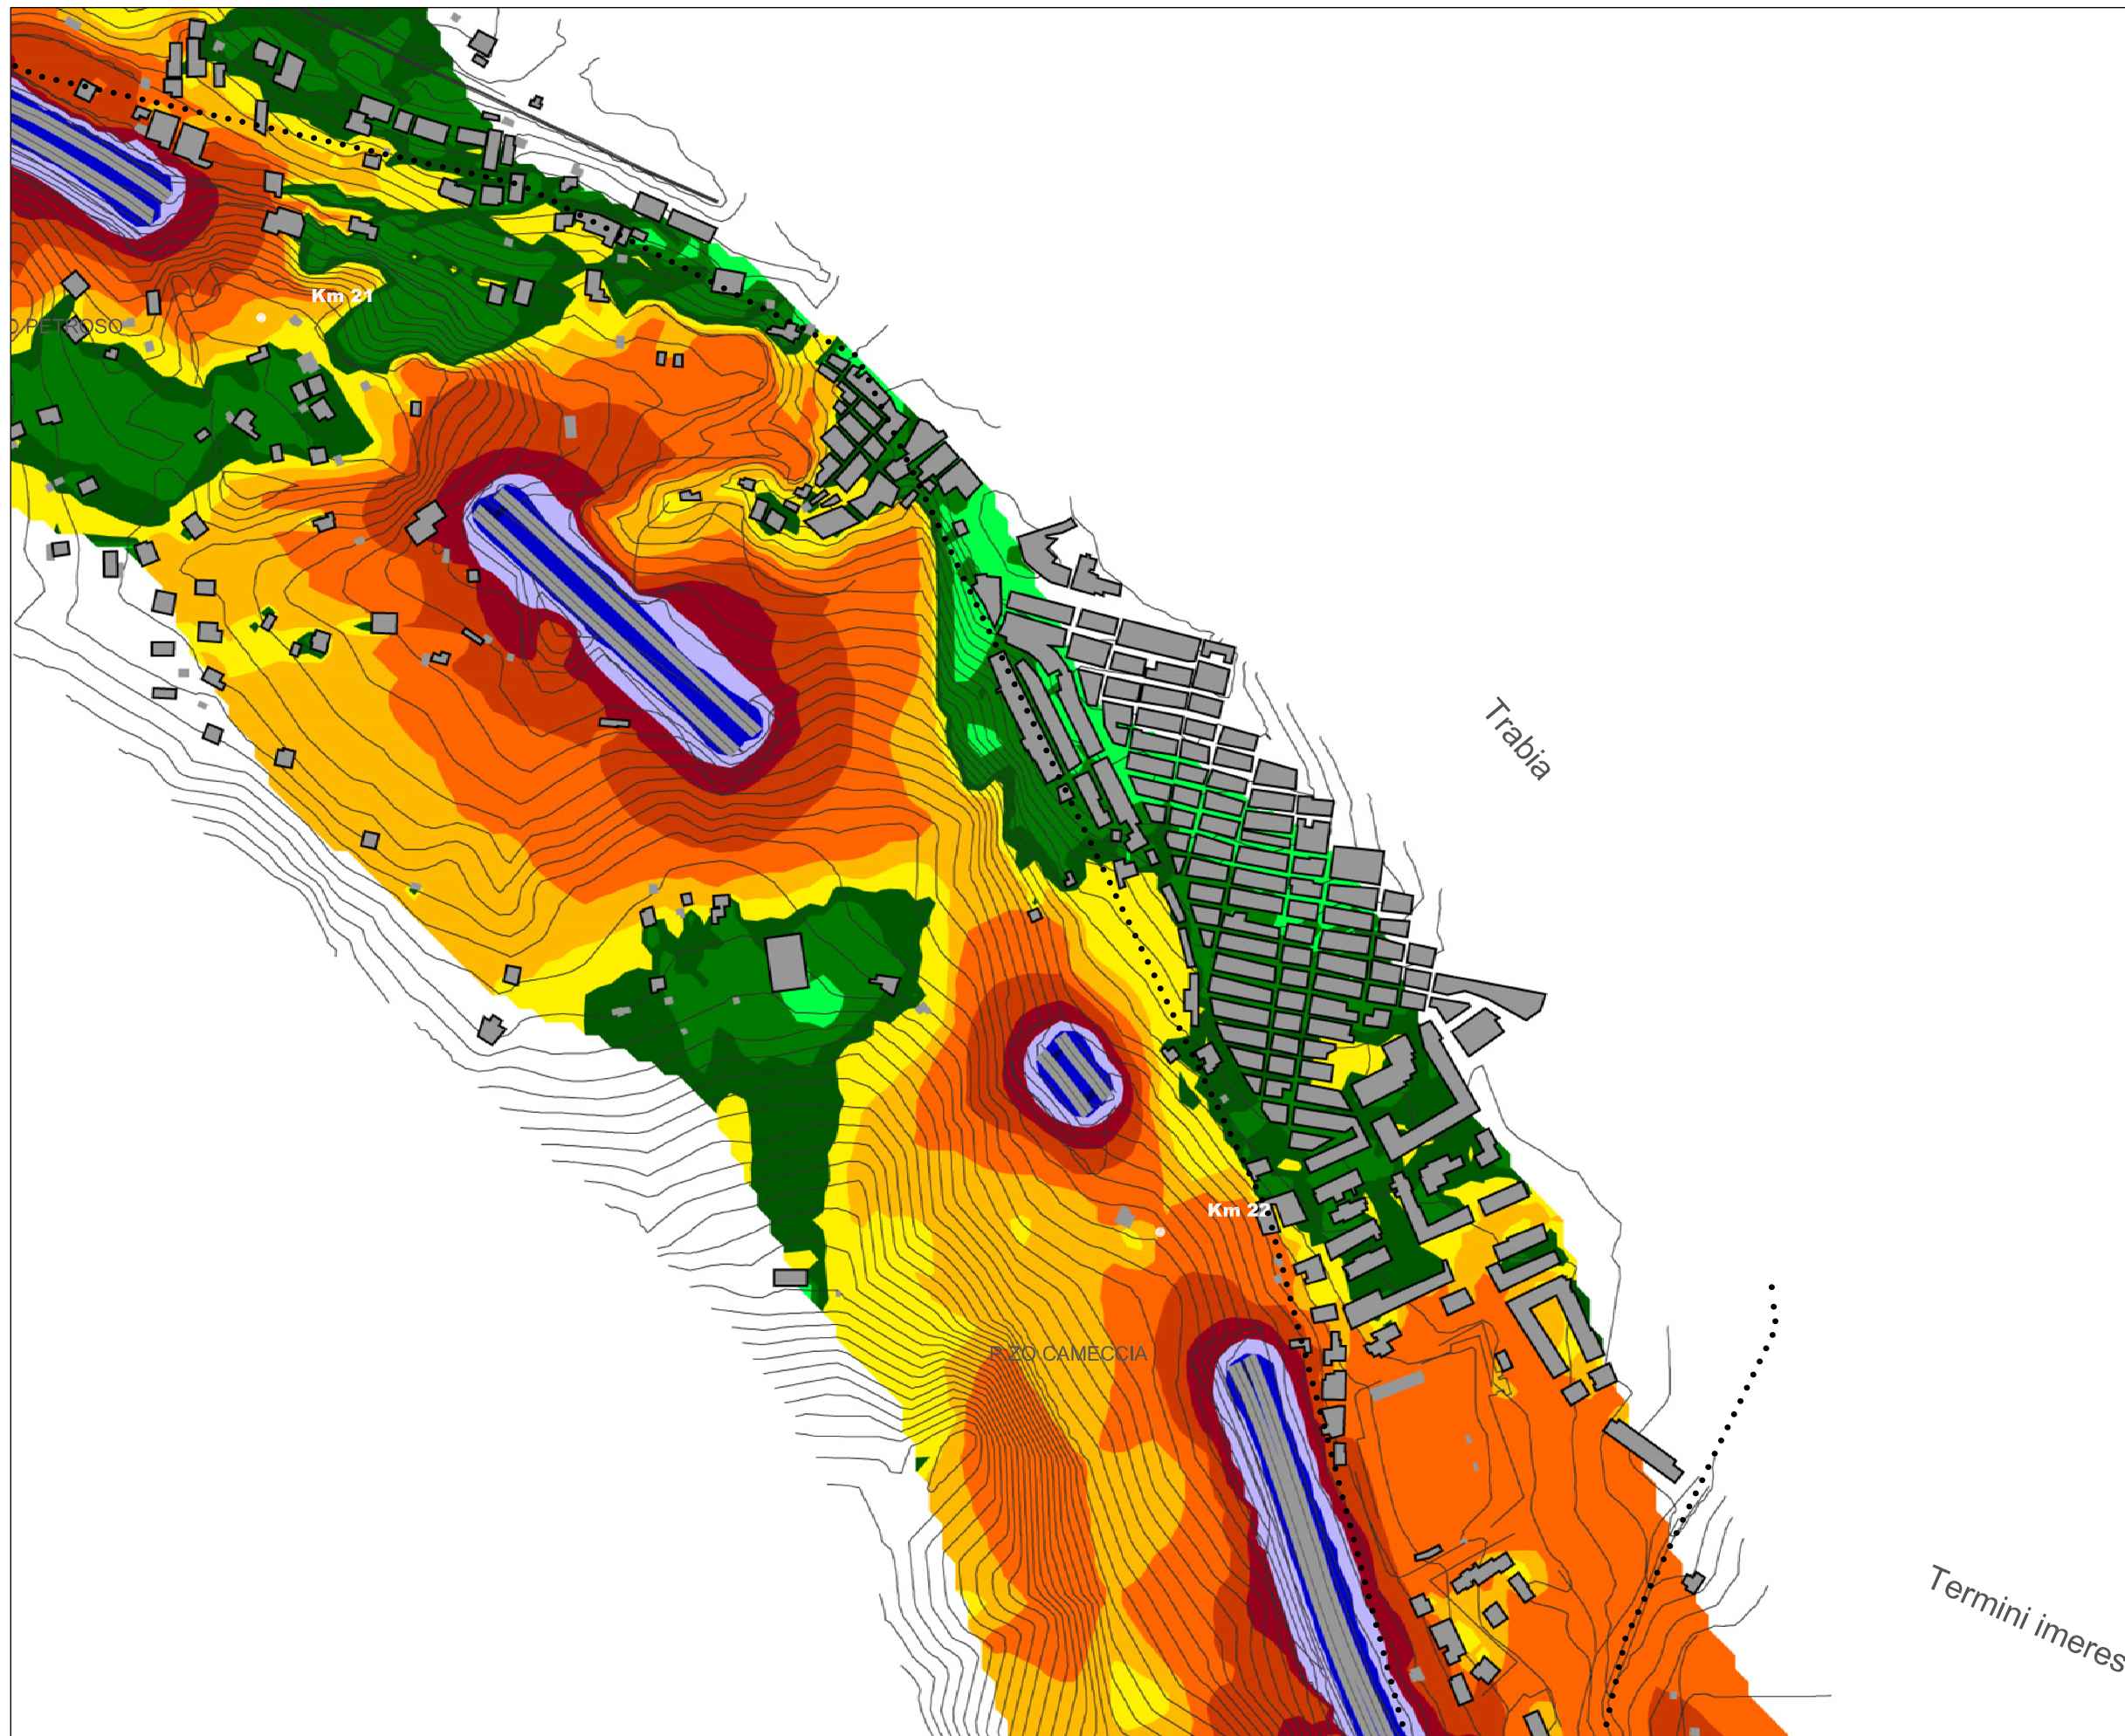 Km 21
O PETROSO
Trabia
Km 22
P.ZO CAMECCIA
Termini imeres